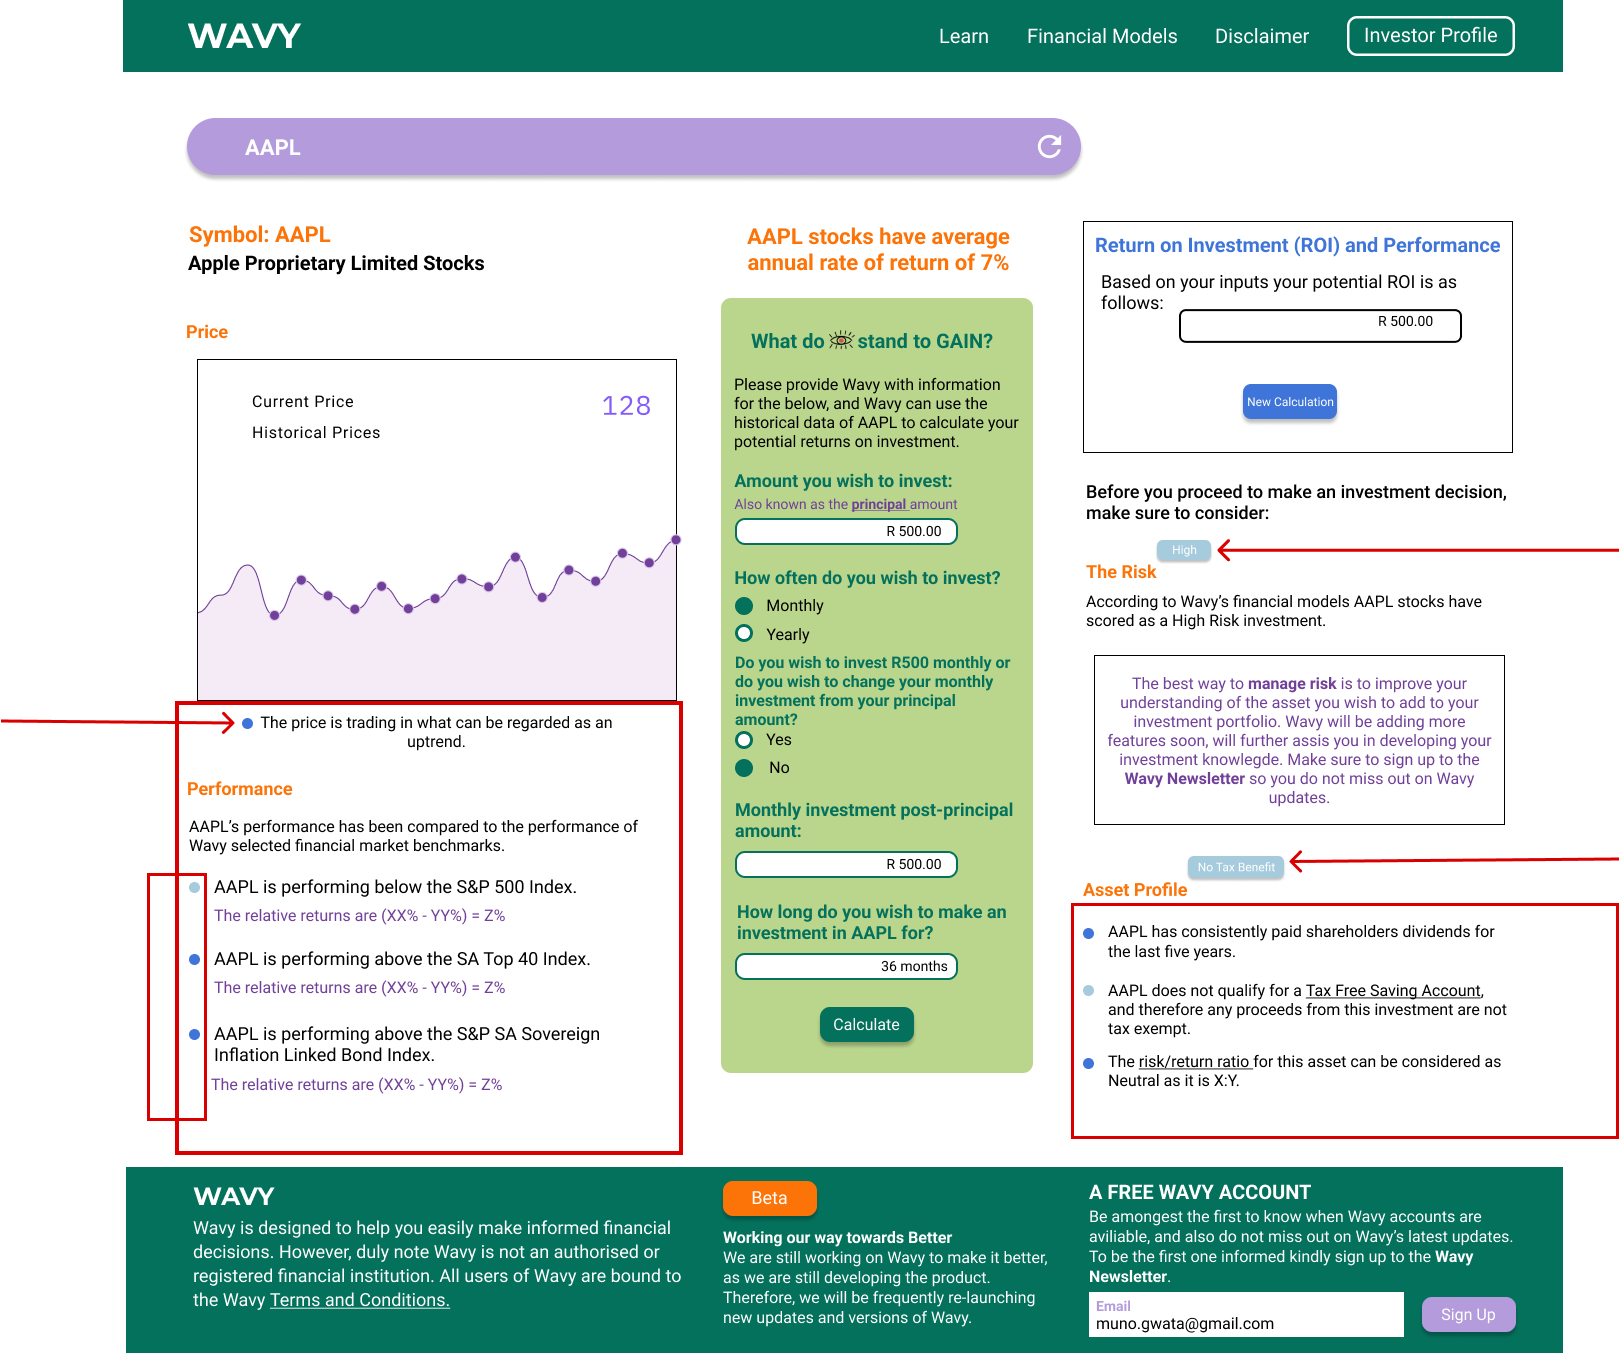 WAVY
Learn
Financial Models
Disclaimer
Investor Profile
AAPL
Symbol: AAPL
Apple Proprietary Limited Stocks
Price
Current Price
128
Historical Prices
The price is trading in what can be regarded as an
uptrend.
Performance
AAPL's performance has been compared to the performance of
Wavy selected financial market benchmarks.
AAPL is performing below the S&P 500 Index.
The relative returns are (XX% - YY%) = Z%
AAPL is performing above the SA Top 40 Index.
The relative returns are (XX% - YY%) = Z%
AAPL is performing above the S&P SA Sovereign
Inflation Linked Bond Index.
The relative returns are (XX% - YY%) = Z%
AAPL stocks have average
annual rate of return of 7%
What do stand to GAIN?
Please provide Wavy with information
for the below, and Wavy can use the
historical data of AAPL to calculate your
potential returns on investment.
Amount you wish to invest:
Also known as the principal amount
R 500.00
How often do you wish to invest?
Monthly
Yearly
Do you wish to invest R500 monthly or
do you wish to change your monthly
investment from your principal
amount?
Yes
No
Monthly investment post-principal
amount:
R 500.00
How long do you wish to make an
investment in AAPL for?
36 months
Calculate
Return on Investment (ROI) and Performance
Based on your inputs your potential ROI is as
follows:
R 500.00
New Calculation
Before you proceed to make an investment decision,
make sure to consider:
High
The Risk
According to Wavy's financial models AAPL stocks have
scored as a High Risk investment.
The best way to manage risk is to improve your
understanding of the asset you wish to add to your
investment portfolio. Wavy will be adding more
features soon, will further assis you in developing your
investment knowlegde. Make sure to sign up to the
Wavy Newsletter so you do not miss out on Wavy
updates.
No Tax Benefit
Asset Profile
AAPL has consistently paid shareholders dividends for
the last five years.
AAPL does not qualify for a Tax Free Saving Account,
and therefore any proceeds from this investment are not
tax exempt.
The risk/return ratio for this asset can be considered as
Neutral as it is X:Y.
WAVY
Wavy is designed to help you easily make informed financial
decisions. However, duly note Wavy is not an authorised or
registered financial institution. All users of Wavy are bound to
the Wavy Terms and Conditions.
Beta
Working our way towards Better
We are still working on Wavy to make it better,
as we are still developing the product.
Therefore, we will be frequently re-launching
new updates and versions of Wavy.
A FREE WAVY ACCOUNT
Be amongest the first to know when Wavy accounts are
aviliable, and also do not miss out on Wavy's latest updates.
To be the first one informed kindly sign up to the Wavy
Newsletter.
Email
muno.gwata@gmail.com
Sign Up